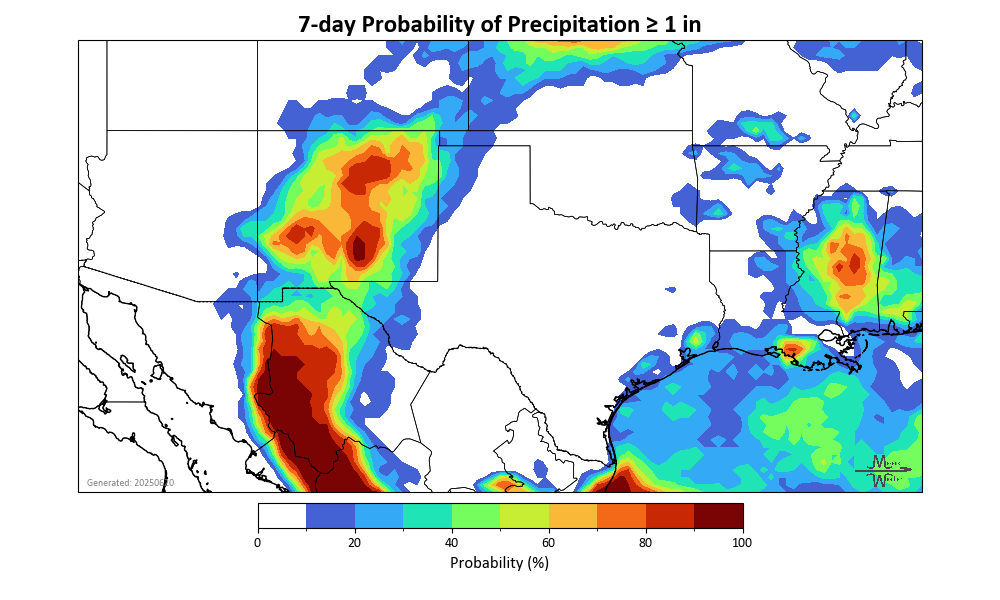 7-day Probability of Precipitation ≥ 1 in
Generated: 20250620
0 20 40 60 80 100
Probability (%)